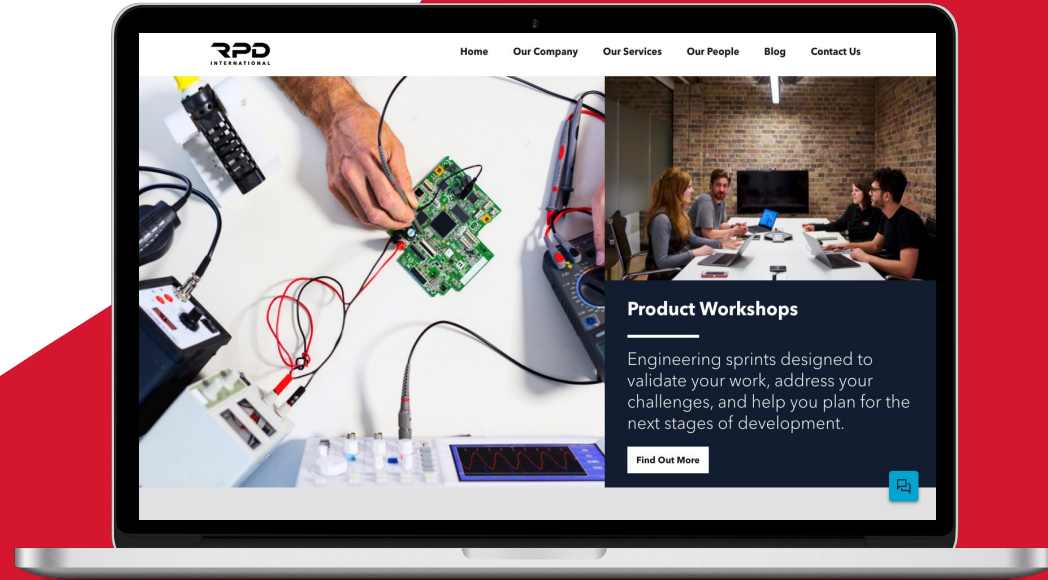 RPD
INTERNATIONAL
Home Our Company Our Services Our People Blog Contact Us
Product Workshops
Engineering sprints designed to
validate your work, address your
challenges, and help you plan for the
next stages of development.
Find Out More